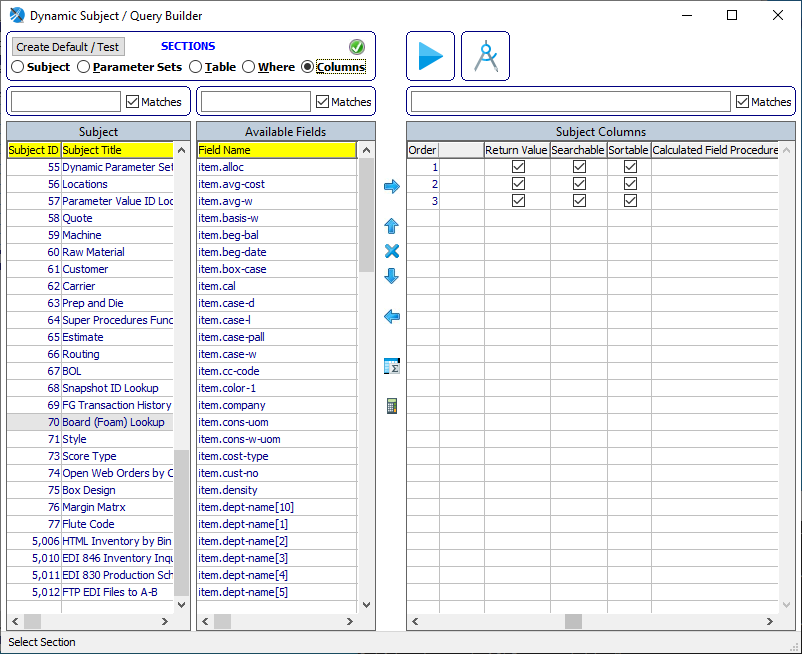 Dynamic Subject / Query Builder
Create Default / Test
SECTIONS
Subject
Parameter Sets
Table
Where
Columns
Matches
Matches
Matches
Subject
Subject ID Subject Title
55 Dynamic Parameter Set
56 Locations
57 Parameter Value ID Loo
58 Quote
59 Machine
60 Raw Material
61 Customer
62 Carrier
63 Prep and Die
64 Super Procedures Func
65 Estimate
66 Routing
67 BOL
68 Snapshot ID Lookup
69 FG Transaction History
70 Board (Foam) Lookup
71 Style
73 Score Type
74 Open Web Orders by C
75 Box Design
76 Margin Matrx
77 Flute Code
5,006 HTML Inventory by Bin
5,010 EDI 846 Inventory Inqu
5,011 EDI 830 Production Sch
5,012 FTP EDI Files to A-B
Available Fields
Field Name
item.alloc
item.avg-cost
item.avg-w
item.basis-w
item.beg-bal
item.beg-date
item.box-case
item.cal
item.case-d
item.case-l
item.case-pall
item.case-w
item.cc-code
item.color-1
item.company
item.cons-uom
item.cons-w-uom
item.cost-type
item.cust-no
item.density
item.dept-name[10]
item.dept-name[1]
item.dept-name[2]
item.dept-name[3]
item.dept-name[4]
item.dept-name[5]
Subject Columns
Order Return Value Searchable Sortable Calculated Field Procedure
1
2
3
Select Section